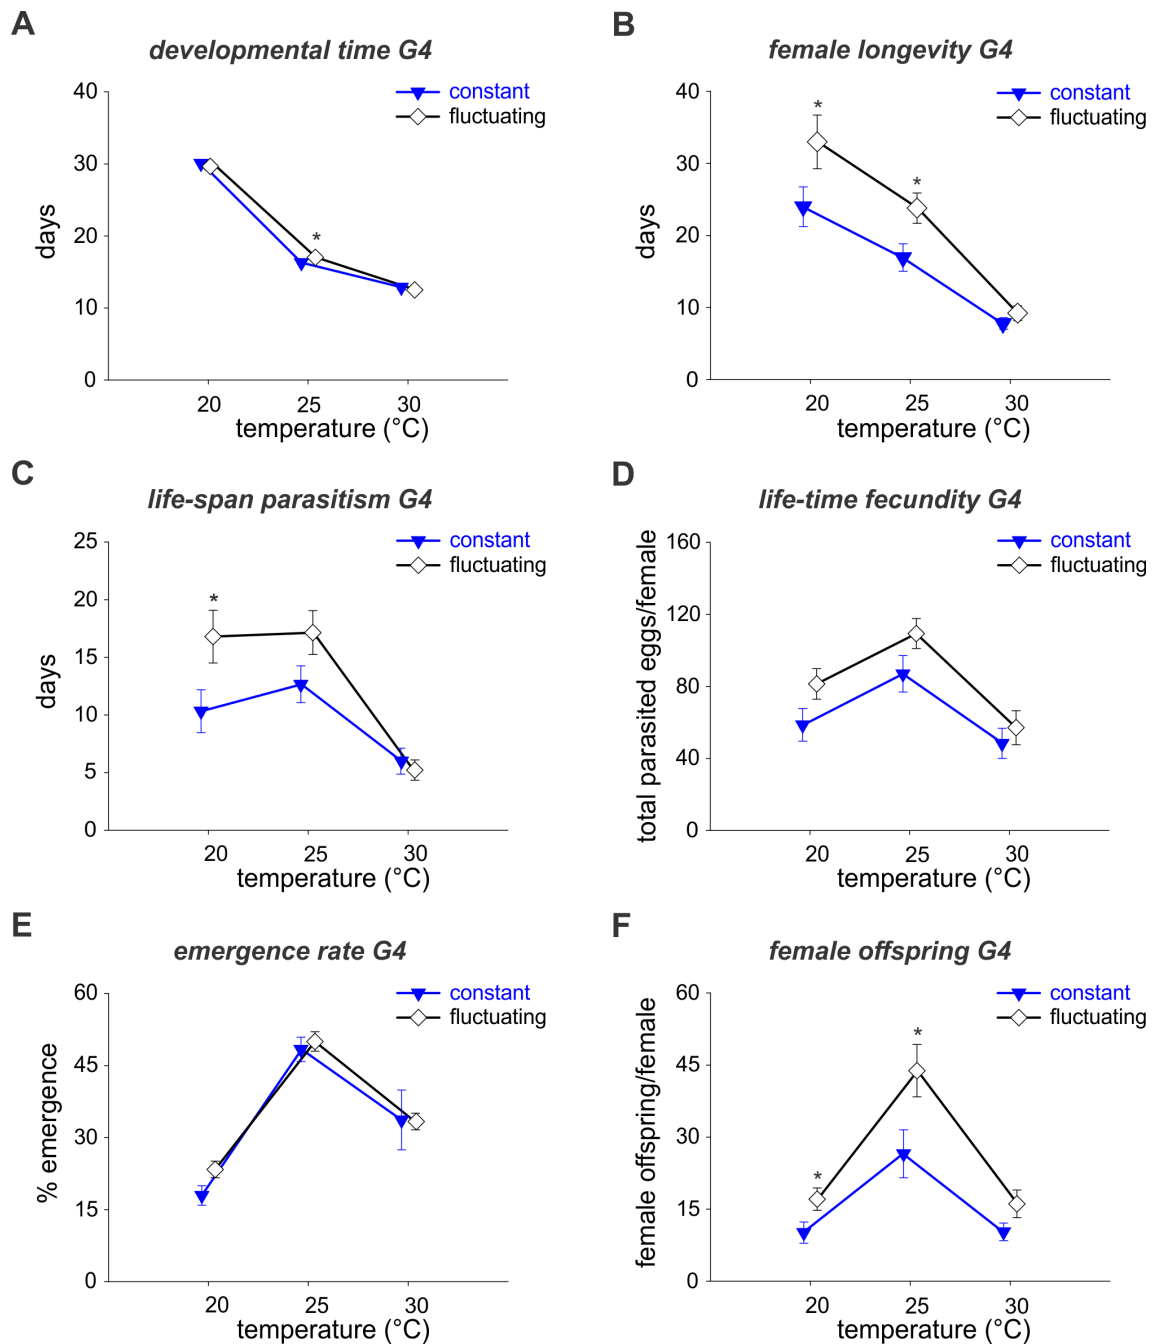 A
developmental time G4
constant
fluctuating
40
30
20
10
0
days
20 25 30
temperature (°C)
B
female longevity G4
constant
fluctuating
40
30
20
10
0
days
*
*
*
20 25 30
temperature (°C)
C
life-span parasitism G4
constant
fluctuating
25
20
15
10
5
0
days
*
20 25 30
temperature (°C)
D
life-time fecundity G4
constant
fluctuating
160
120
80
40
0
total parasited eggs/female
20 25 30
temperature (°C)
E
emergence rate G4
constant
fluctuating
60
45
30
15
0
% emergence
20 25 30
temperature (°C)
F
female offspring G4
constant
fluctuating
60
45
30
15
0
female offspring/female
*
*
20 25 30
temperature (°C)